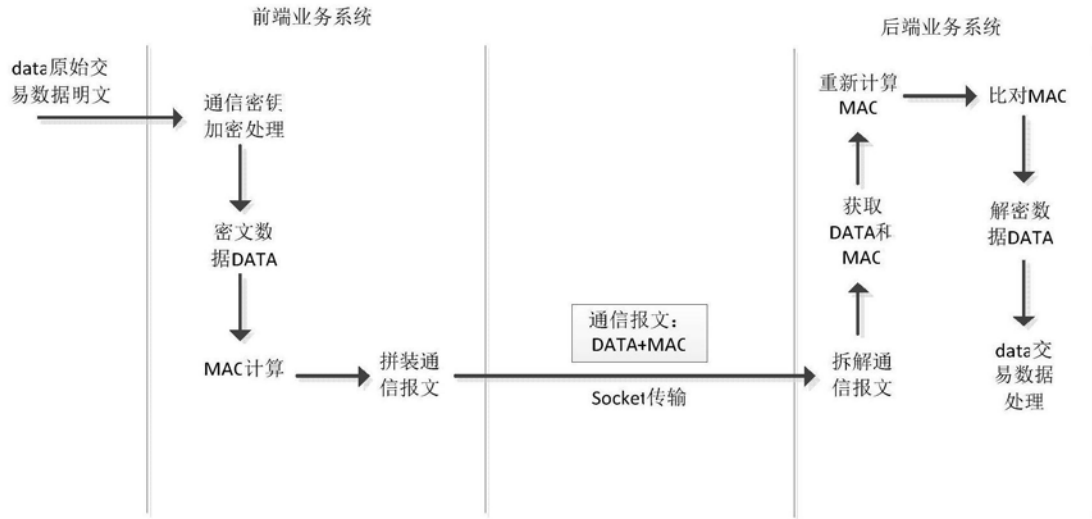 前端业务系统
后端业务系统
data原始交
易数据明文
通信密钥
加密处理
密文数
据DATA
MAC计算
拼装通
信报文
通信报文：
DATA+MAC
Socket传输
拆解通
信报文
获取
DATA和
MAC
重新计算
MAC
比对MAC
解密数
据DATA
data交
易数据
处理